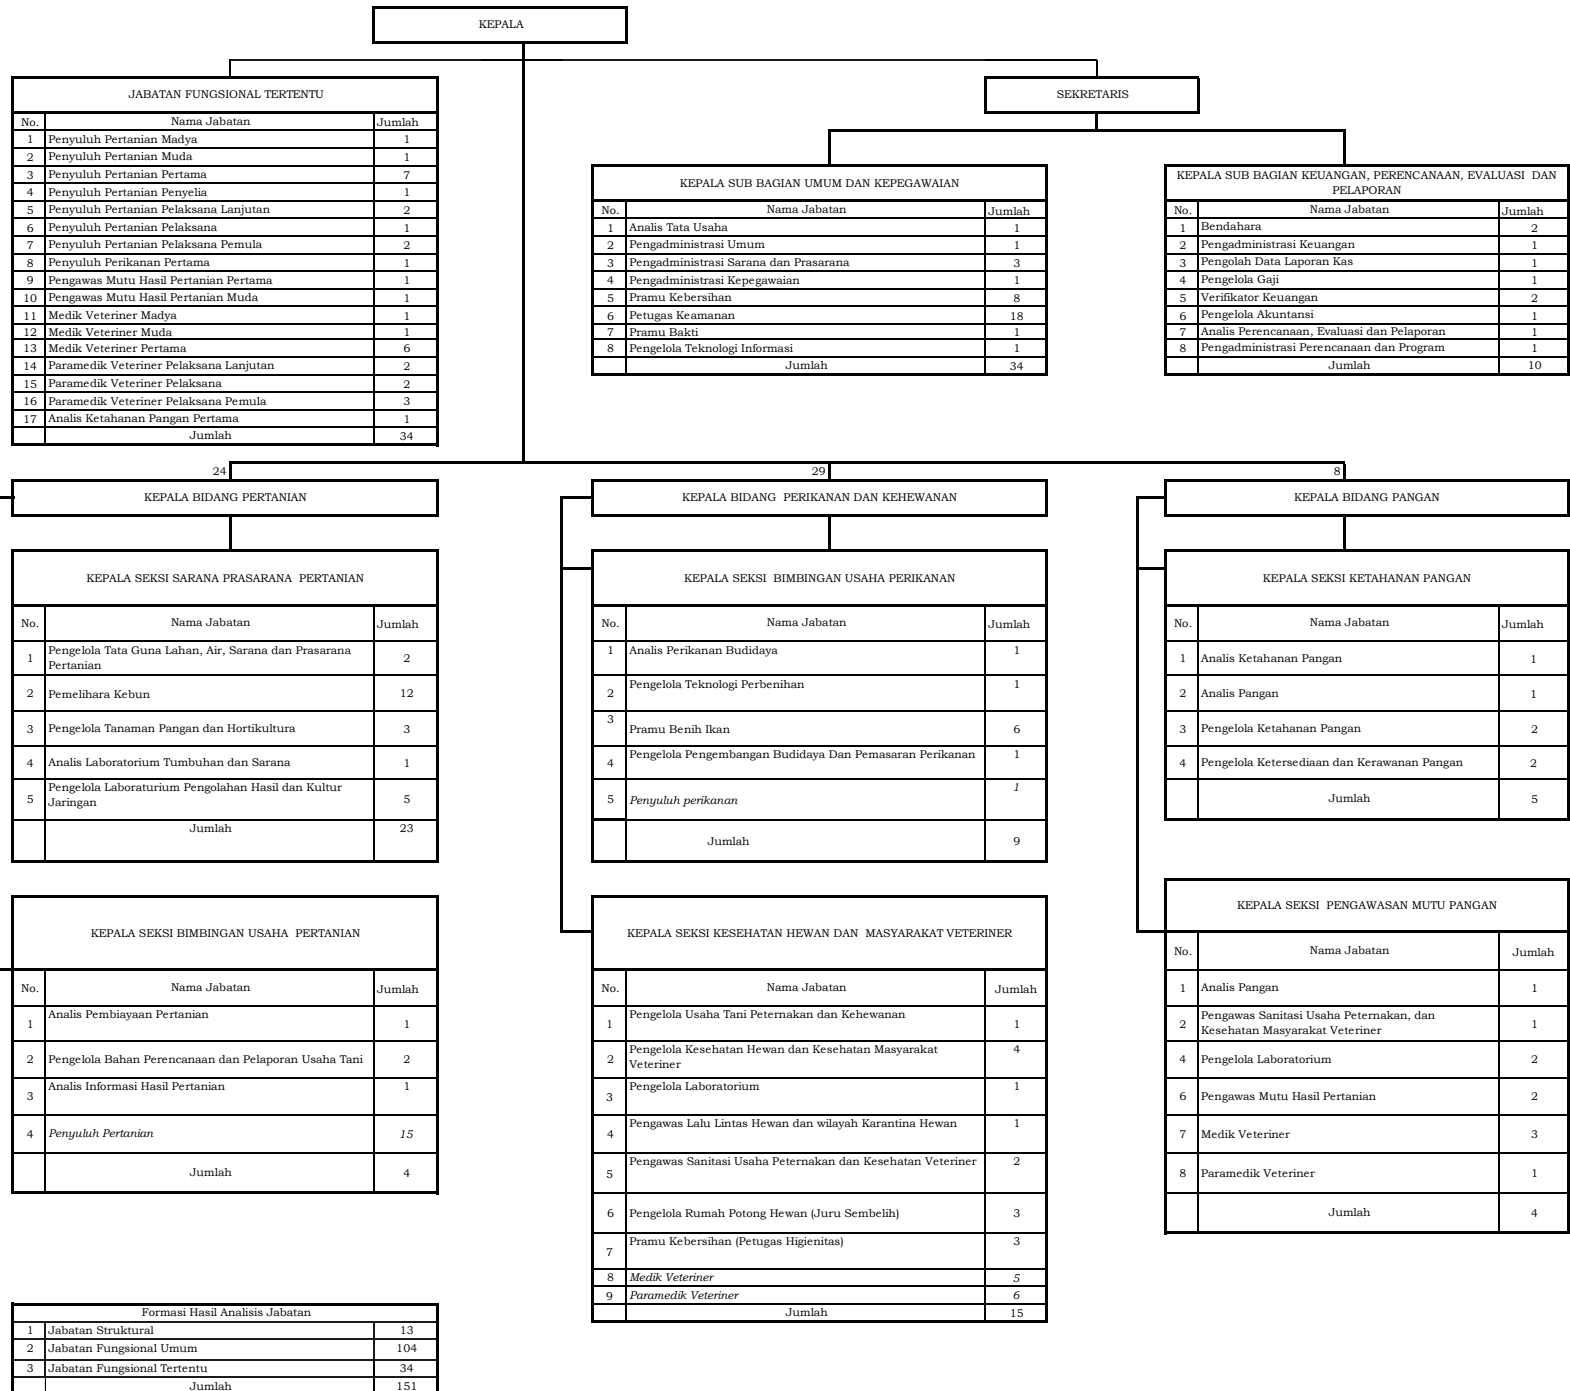 KEPALA
JABATAN FUNGSIONAL TERTENTU
No. Nama Jabatan Jumlah
1 Penyuluh Pertanian Madya 1
2 Penyuluh Pertanian Muda 1
3 Penyuluh Pertanian Pertama 7
4 Penyuluh Pertanian Penyelia 1
5 Penyuluh Pertanian Pelaksana Lanjutan 2
6 Penyuluh Pertanian Pelaksana 1
7 Penyuluh Pertanian Pelaksana Pemula 2
8 Penyuluh Perikanan Pertama 1
9 Pengawas Mutu Hasil Pertanian Pertama 1
10 Pengawas Mutu Hasil Pertanian Muda 1
11 Medik Veteriner Madya 1
12 Medik Veteriner Muda 1
13 Medik Veteriner Pertama 6
14 Paramedik Veteriner Pelaksana Lanjutan 2
15 Paramedik Veteriner Pelaksana 2
16 Paramedik Veteriner Pelaksana Pemula 3
17 Analis Ketahanan Pangan Pertama 1
Jumlah 34
SEKRETARIS
KEPALA SUB BAGIAN UMUM DAN KEPEGAWAIAN
No. Nama Jabatan Jumlah
1 Analis Tata Usaha 1
2 Pengadministrasi Umum 1
3 Pengadministrasi Sarana dan Prasarana 3
4 Pengadministrasi Kepegawaian 1
5 Pramu Kebersihan 8
6 Petugas Keamanan 18
7 Pramu Bakti 1
8 Pengelola Teknologi Informasi 1
Jumlah 34
KEPALA SUB BAGIAN KEUANGAN, PERENCANAAN, EVALUASI DAN
PELAPORAN
No. Nama Jabatan Jumlah
1 Bendahara 2
2 Pengadministrasi Keuangan 1
3 Pengolah Data Laporan Kas 1
4 Pengelola Gaji 1
5 Verifikator Keuangan 2
6 Pengelola Akuntansi 1
7 Analis Perencanaan, Evaluasi dan Pelaporan 1
8 Pengadministrasi Perencanaan dan Program 1
Jumlah 10
24
KEPALA BIDANG PERTANIAN
KEPALA SEKSI SARANA PRASARANA PERTANIAN
No. Nama Jabatan Jumlah
1 Pengelola Tata Guna Lahan, Air, Sarana dan Prasarana
Pertanian 2
2 Pemelihara Kebun 12
3 Pengelola Tanaman Pangan dan Hortikultura 3
4 Analis Laboratorium Tumbuhan dan Sarana 1
5 Pengelola Laboraturium Pengolahan Hasil dan Kultur
Jaringan 5
Jumlah 23
KEPALA SEKSI BIMBINGAN USAHA PERTANIAN
No. Nama Jabatan Jumlah
1 Analis Pembiayaan Pertanian 1
2 Pengelola Bahan Perencanaan dan Pelaporan Usaha Tani 2
3 Analis Informasi Hasil Pertanian 1
4 Penyuluh Pertanian 15
Jumlah 4
29
KEPALA BIDANG PERIKANAN DAN KEHEWANAN
KEPALA SEKSI BIMBINGAN USAHA PERIKANAN
No. Nama Jabatan Jumlah
1 Analis Perikanan Budidaya 1
2 Pengelola Teknologi Perbenihan 1
3 Pramu Benih Ikan 6
4 Pengelola Pengembangan Budidaya Dan Pemasaran Perikanan 1
5 Penyuluh perikanan 1
Jumlah 9
KEPALA SEKSI KESEHATAN HEWAN DAN MASYARAKAT VETERINER
No. Nama Jabatan Jumlah
1 Pengelola Usaha Tani Peternakan dan Kehewanan 1
2 Pengelola Kesehatan Hewan dan Kesehatan Masyarakat
Veteriner 4
3 Pengelola Laboratorium 1
4 Pengawas Lalu Lintas Hewan dan wilayah Karantina Hewan 1
5 Pengawas Sanitasi Usaha Peternakan dan Kesehatan Veteriner 2
6 Pengelola Rumah Potong Hewan (Juru Sembelih) 3
7 Pramu Kebersihan (Petugas Higienitas) 3
8 Medik Veteriner 5
9 Paramedik Veteriner 6
Jumlah 15
8
KEPALA BIDANG PANGAN
KEPALA SEKSI KETAHANAN PANGAN
No. Nama Jabatan Jumlah
1 Analis Ketahanan Pangan 1
2 Analis Pangan 1
3 Pengelola Ketahanan Pangan 2
4 Pengelola Ketersediaan dan Kerawanan Pangan 2
Jumlah 5
KEPALA SEKSI PENGAWASAN MUTU PANGAN
No. Nama Jabatan Jumlah
1 Analis Pangan 1
2 Pengawas Sanitasi Usaha Peternakan, dan
Kesehatan Masyarakat Veteriner 1
4 Pengelola Laboratorium 2
6 Pengawas Mutu Hasil Pertanian 2
7 Medik Veteriner 3
8 Paramedik Veteriner 1
Jumlah 4
Formasi Hasil Analisis Jabatan
1 Jabatan Struktural 13
2 Jabatan Fungsional Umum 104
3 Jabatan Fungsional Tertentu 34
Jumlah 151